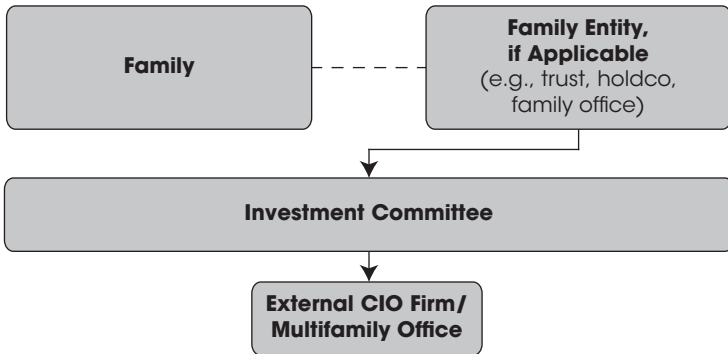 Family
Family Entity,
if Applicable
(e.g., trust, holdco,
family office)
Investment Committee
External CIO Firm/
Multifamily Office